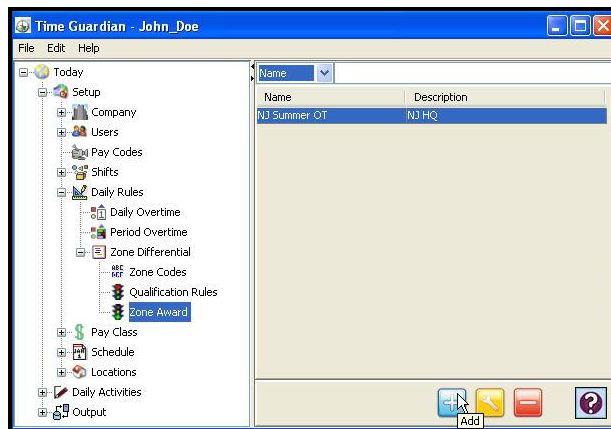 Time Guardian - John_Doe
File Edit Help
Today
Setup
Company
Users
Pay Codes
Shifts
Daily Rules
Daily Overtime
Period Overtime
Zone Differential
Zone Codes
Qualification Rules
Zone Award
Pay Class
Schedule
Locations
Daily Activities
Output
Name
Name Description
NJ Summer OT NJ HQ
Add